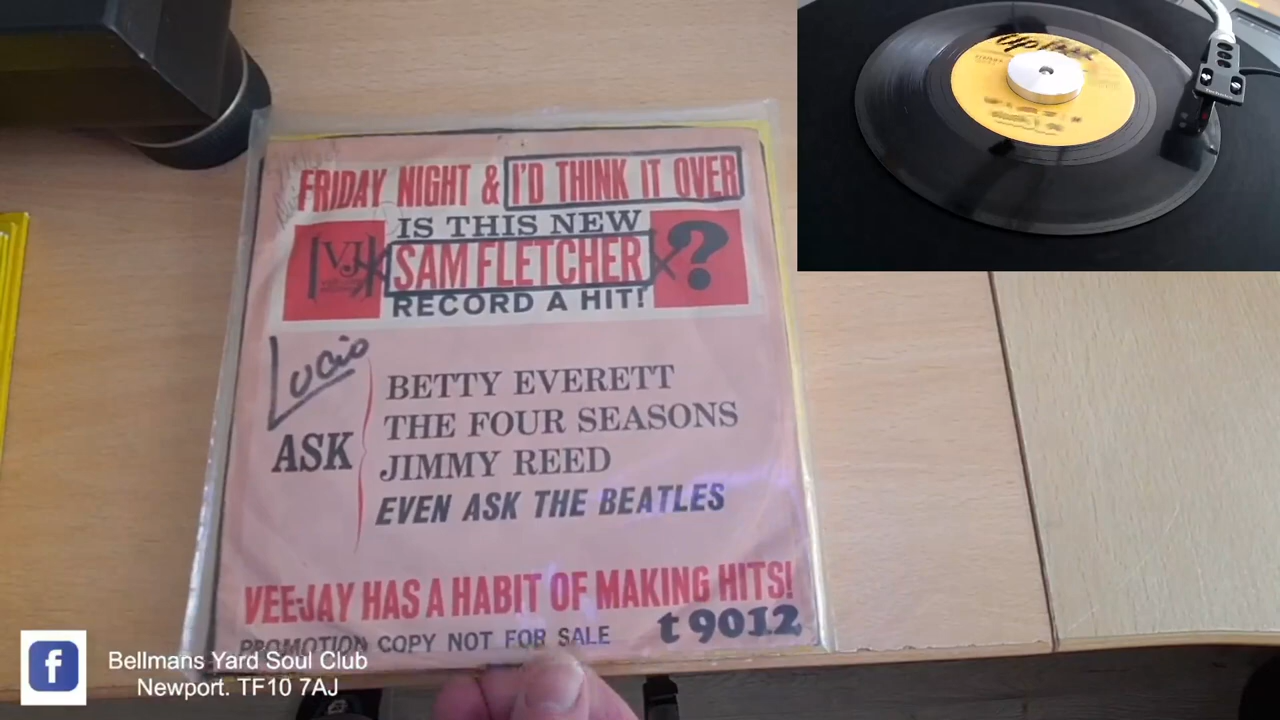 FRIDAY NIGHT & I'D THINK IT OVER
IS THIS NEW
VJ
SAM FLETCHER
?
RECORD A HIT!
Lucio
ASK
BETTY EVERETT
THE FOUR SEASONS
JIMMY REED
EVEN ASK THE BEATLES
VEE-JAY HAS A HABIT OF MAKING HITS!
PROMOTION COPY NOT FOR SALE
t 9012
f
Bellmans Yard Soul Club
Newport. TF10 7AJ